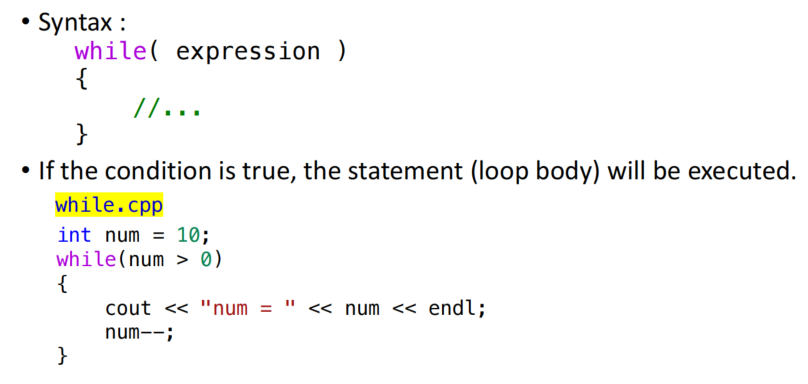 • Syntax :
while( expression )
{
//...
}
• If the condition is true, the statement (loop body) will be executed.
while.cpp
int num = 10;
while(num > 0)
{
cout << "num = " << num << endl;
num--;
}